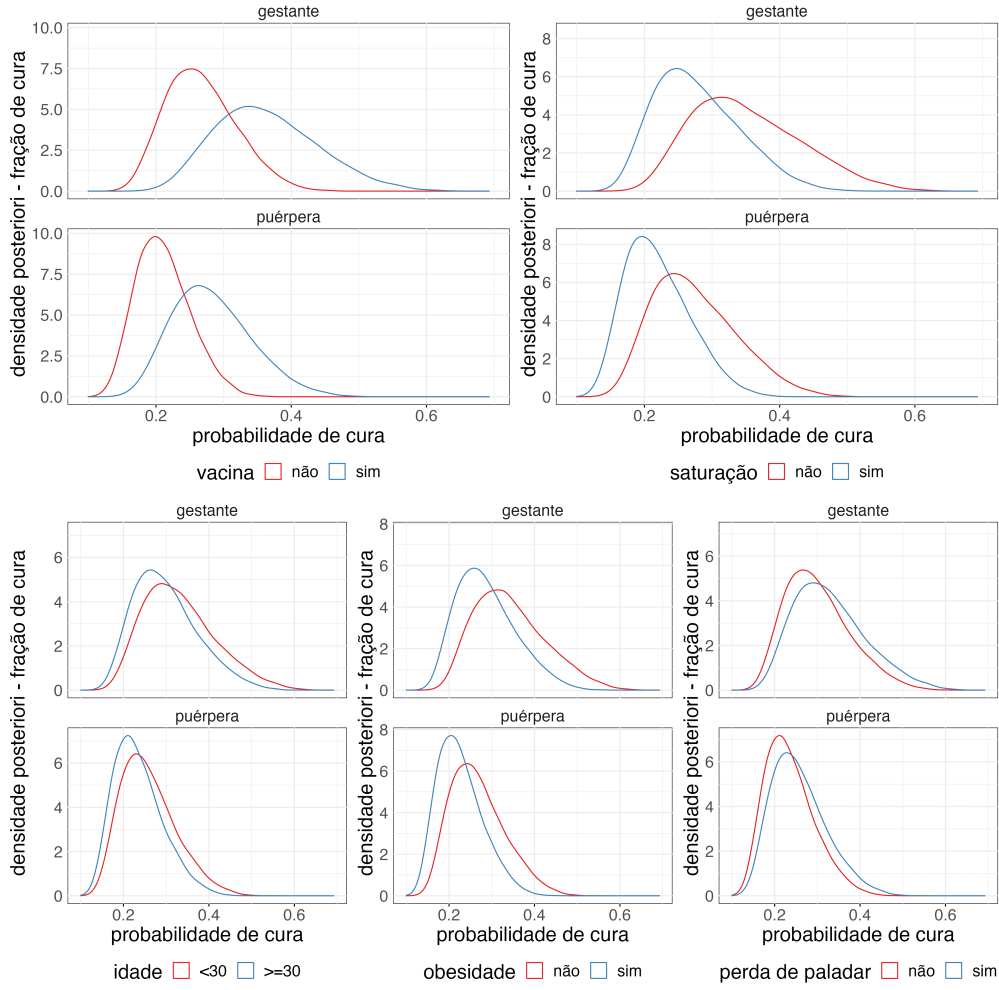 gestante
10.0
7.5
5.0
2.5
0.0
puérpera
10.0
7.5
5.0
2.5
0.0
0.2 0.4 0.6
densidade posteriori - fração de cura
probabilidade de cura
vacina não sim
gestante
8
6
4
2
0
puérpera
8
6
4
2
0
0.2 0.4 0.6
densidade posteriori - fração de cura
probabilidade de cura
saturação não sim
gestante
6
4
2
0
puérpera
6
4
2
0
0.2 0.4 0.6
densidade posteriori - fração de cura
probabilidade de cura
idade <30 >=30
gestante
8
6
4
2
0
puérpera
8
6
4
2
0
0.2 0.4 0.6
densidade posteriori - fração de cura
probabilidade de cura
obesidade não sim
gestante
6
4
2
0
puérpera
6
4
2
0
0.2 0.4 0.6
densidade posteriori - fração de cura
probabilidade de cura
perda de paladar não sim